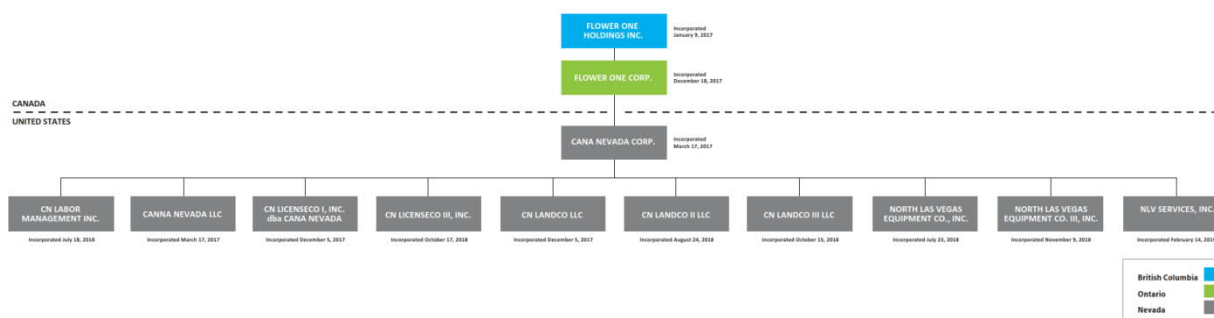 FLOWER ONE
HOLDINGS INC.
Incorporated
January 9, 2017
FLOWER ONE CORP.
Incorporated
December 18, 2017
CANADA
UNITED STATES
CANA NEVADA CORP.
Incorporated
March 17, 2017
CN LABOR
MANAGEMENT INC.
Incorporated July 18, 2018
CANNA NEVADA LLC
Incorporated March 17, 2017
CN LICENSECO I, INC.
dba CANA NEVADA
Incorporated December 5, 2017
CN LICENSECO III, INC.
Incorporated October 17, 2018
CN LANDCO LLC
Incorporated December 5, 2017
CN LANDCO II LLC
Incorporated August 24, 2018
CN LANDCO III LLC
Incorporated October 15, 2018
NORTH LAS VEGAS
EQUIPMENT CO., INC.
Incorporated July 23, 2018
NORTH LAS VEGAS
EQUIPMENT CO. III, INC.
Incorporated November 9, 2018
NLV SERVICES, INC.
Incorporated February 14, 2019
British Columbia
Ontario
Nevada